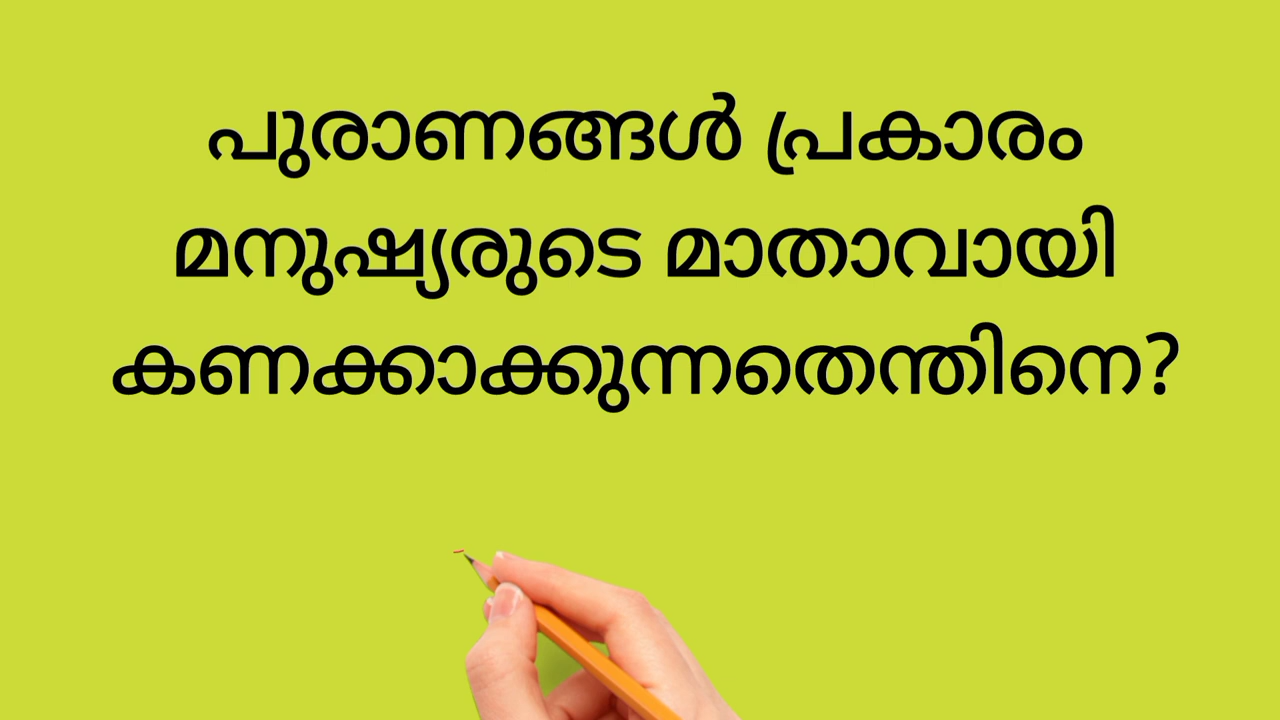 പുരാണങ്ങൾ പ്രകാരം
മനുഷ്യരുടെ മാതാവായി
കണക്കാക്കുന്നതെന്തിനെ?